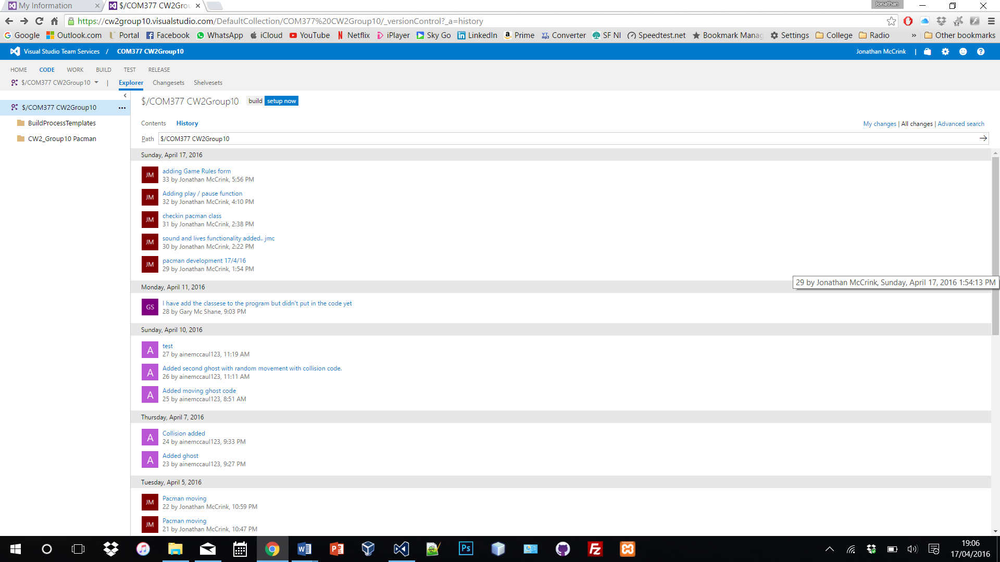 My Information
$/COM377 CW2Grou
Jonathan
https://cw2group10.visualstudio.com/DefaultCollection/COM377%20CW2Group10/_versionControl?_a=history
Google Outlook.com Portal Facebook WhatsApp iCloud YouTube Netflix iPlayer Sky Go LinkedIn Prime Converter SF NI Speedtest.net Bookmark Manag Settings College Radio » Other bookmarks
Visual Studio Team Services / COM377 CW2Group10
Jonathan McCrink |
HOME CODE WORK BUILD TEST RELEASE
$/COM377 CW2Group10 | Explorer Changesets Shelvesets
$/COM377 CW2Group10 ...
BuildProcessTemplates
CW2_Group10 Pacman
$/COM377 CW2Group10 build setup now
Contents History
My changes | All changes | Advanced search
Path $/COM377 CW2Group10
Sunday, April 17, 2016
JM
adding Game Rules form
33 by Jonathan McCrink, 5:56 PM
JM
Adding play / pause function
32 by Jonathan McCrink, 4:10 PM
JM
checkin pacman class
31 by Jonathan McCrink, 2:38 PM
JM
sound and lives functionality added.. jmc
30 by Jonathan McCrink, 2:22 PM
JM
pacman development 17/4/16
29 by Jonathan McCrink, 1:54 PM
29 by Jonathan McCrink, Sunday, April 17, 2016 1:54:13 PM
Monday, April 11, 2016
GS
I have add the classese to the program but didn't put in the code yet
28 by Gary Mc Shane, 9:03 PM
Sunday, April 10, 2016
A
test
27 by ainemccaul123, 11:19 AM
A
Added second ghost with random movement with collision code.
26 by ainemccaul123, 11:11 AM
A
Added moving ghost code
25 by ainemccaul123, 8:51 AM
Thursday, April 7, 2016
A
Collision added
24 by ainemccaul123, 9:33 PM
A
Added ghost
23 by ainemccaul123, 9:27 PM
Tuesday, April 5, 2016
JM
Pacman moving
22 by Jonathan McCrink, 10:59 PM
JM
Pacman moving
21 by Jonathan McCrink, 10:47 PM
19:06
17/04/2016